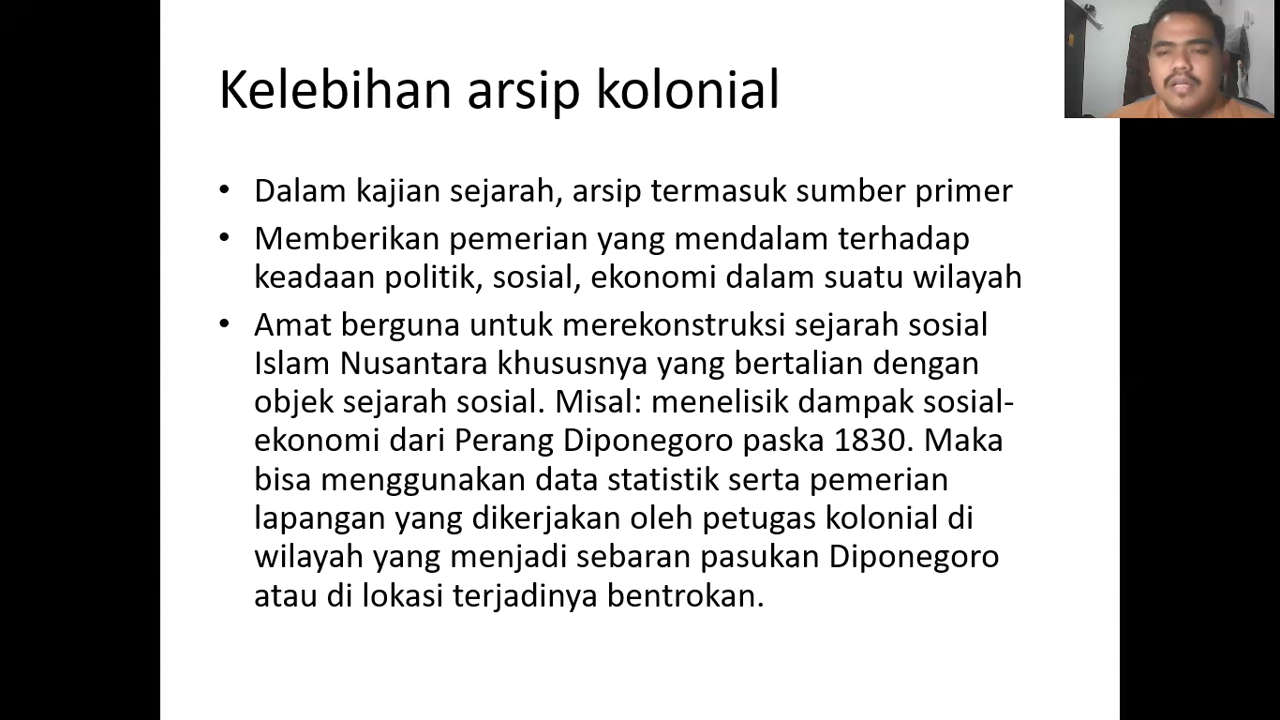 Kelebihan arsip kolonial
• Dalam kajian sejarah, arsip termasuk sumber primer
• Memberikan pemerian yang mendalam terhadap
keadaan politik, sosial, ekonomi dalam suatu wilayah
• Amat berguna untuk merekonstruksi sejarah sosial
Islam Nusantara khususnya yang bertalian dengan
objek sejarah sosial. Misal: menelisik dampak sosial-
ekonomi dari Perang Diponegoro paska 1830. Maka
bisa menggunakan data statistik serta pemerian
lapangan yang dikerjakan oleh petugas kolonial di
wilayah yang menjadi sebaran pasukan Diponegoro
atau di lokasi terjadinya bentrokan.